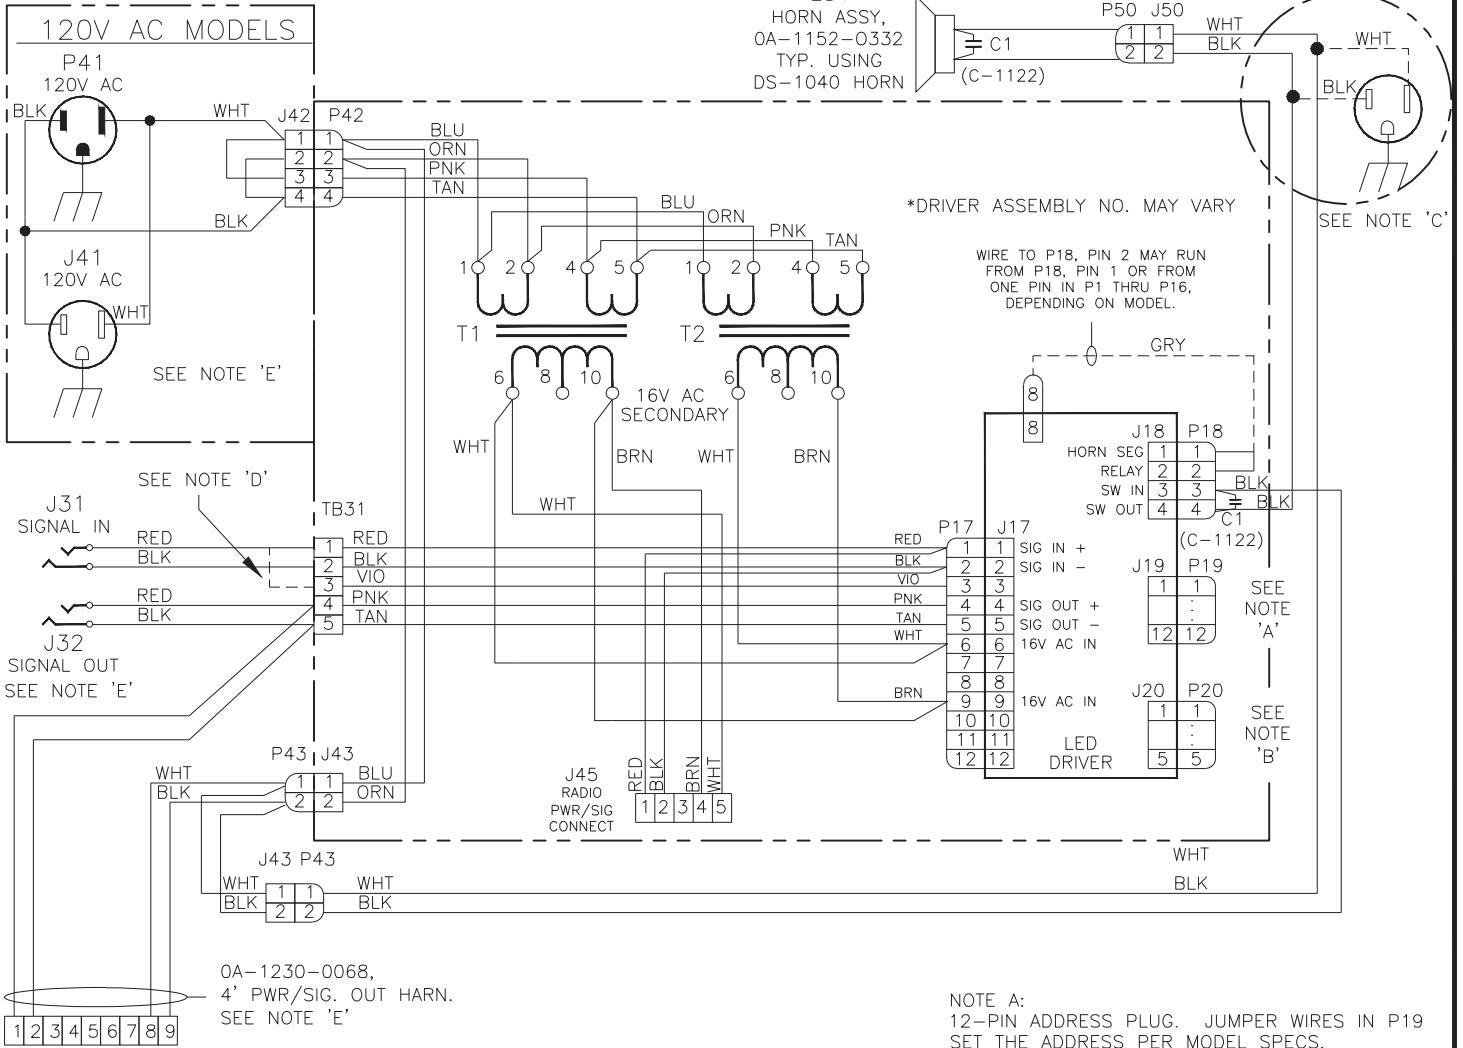 120V AC MODELS
P41
120V AC
BLK
WHT
BLK
J41
120V AC
WHT
SEE NOTE 'E'
HORN ASSY,
0A-1152-0332
TYP. USING
DS-1040 HORN
C1
(C-1122)
P50 J50
1 1
2 2
WHT
BLK
WHT
BLK
SEE NOTE 'C'
J42 P42
1 1
2 2
3 3
4 4
BLU
ORN
PNK
TAN
BLU
ORN
PNK
TAN
1 2 4 5 1 2 4 5
T1 T2
6 8 10 6 8 10
16V AC
SECONDARY
WHT
BRN
WHT
BRN
WHT
*DRIVER ASSEMBLY NO. MAY VARY
WIRE TO P18, PIN 2 MAY RUN
FROM P18, PIN 1 OR FROM
ONE PIN IN P1 THRU P16,
DEPENDING ON MODEL.
GRY
8
8
J18 P18
HORN SEG 1 1
RELAY 2 2
SW IN 3 3
SW OUT 4 4
BLK
BLK
C1
(C-1122)
SEE NOTE 'D'
J31
SIGNAL IN
RED
BLK
RED
BLK
J32
SIGNAL OUT
SEE NOTE 'E'
TB31
1 RED
2 BLK
3 VIO
4 PNK
5 TAN
P17 J17
RED 1 1 SIG IN +
BLK 2 2 SIG IN -
VIO 3 3
PNK 4 4 SIG OUT +
TAN 5 5 SIG OUT -
WHT 6 6 16V AC IN
7 7
8 8
BRN 9 9 16V AC IN
10 10
11 11
12 12
LED
DRIVER
J19 P19
1 1
:
12 12
SEE
NOTE
'A'
J20 P20
1 1
:
5 5
SEE
NOTE
'B'
P43 J43
WHT 1 1 BLU
BLK 2 2 ORN
J45
RADIO
PWR/SIG
CONNECT
RED
BLK
BRN
WHT
1 2 3 4 5
J43 P43
WHT 1 1 WHT
BLK 2 2 BLK
WHT
BLK
0A-1230-0068,
4' PWR/SIG. OUT HARN.
SEE NOTE 'E'
1 2 3 4 5 6 7 8 9
NOTE A:
12-PIN ADDRESS PLUG. JUMPER WIRES IN P19
SET THE ADDRESS PER MODEL SPECS.